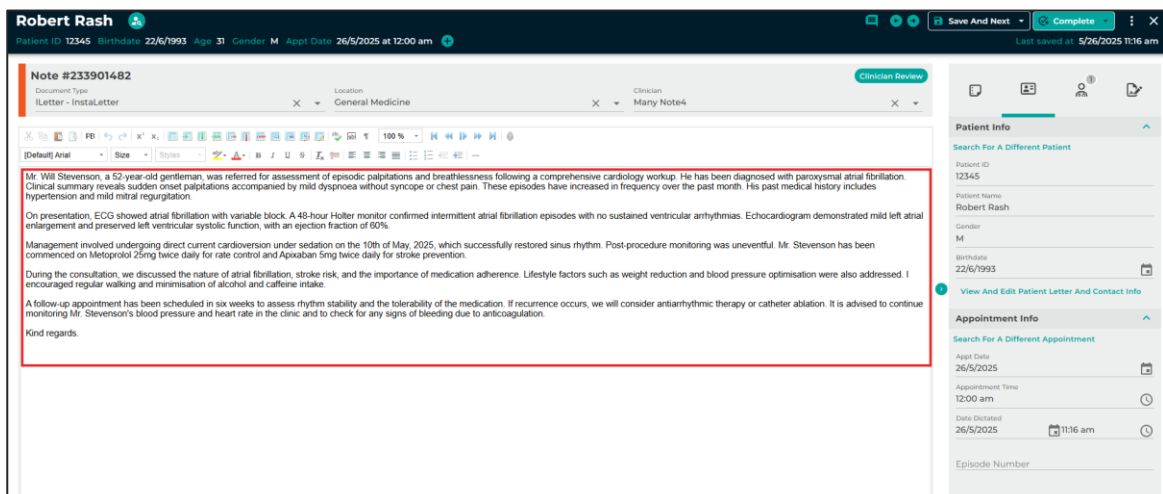 Robert Rash
Save And Next
Complete
Patient ID 12345 Birthdate 22/6/1993 Age 31 Gender M Appt Date 26/5/2025 at 12:00 am
Last saved at 5/26/2025 11:16 am
Note #233901482
Clinician Review
Document Type
Location
Clinician
ILetter - InstaLetter
General Medicine
Many Note4
PB
x² x₂
100 %
[Default] Arial
Size
Styles
A
B I U S
Mr. Will Stevenson, a 52-year-old gentleman, was referred for assessment of episodic palpitations and breathlessness following a comprehensive cardiology workup. He has been diagnosed with paroxysmal atrial fibrillation.
Clinical summary reveals sudden onset palpitations accompanied by mild dyspnoea without syncope or chest pain. These episodes have increased in frequency over the past month. His past medical history includes
hypertension and mild mitral regurgitation.
On presentation, ECG showed atrial fibrillation with variable block. A 48-hour Holter monitor confirmed intermittent atrial fibrillation episodes with no sustained ventricular arrhythmias. Echocardiogram demonstrated mild left atrial
enlargement and preserved left ventricular systolic function, with an ejection fraction of 60%.
Management involved undergoing direct current cardioversion under sedation on the 10th of May, 2025, which successfully restored sinus rhythm. Post-procedure monitoring was uneventful. Mr. Stevenson has been
commenced on Metoprolol 25mg twice daily for rate control and Apixaban 5mg twice daily for stroke prevention.
During the consultation, we discussed the nature of atrial fibrillation, stroke risk, and the importance of medication adherence. Lifestyle factors such as weight reduction and blood pressure optimisation were also addressed. I
encouraged regular walking and minimisation of alcohol and caffeine intake.
A follow-up appointment has been scheduled in six weeks to assess rhythm stability and the tolerability of the medication. If recurrence occurs, we will consider antiarrhythmic therapy or catheter ablation. It is advised to continue
monitoring Mr. Stevenson's blood pressure and heart rate in the clinic and to check for any signs of bleeding due to anticoagulation.
Kind regards.
1
Patient Info
Search For A Different Patient
Patient ID
12345
Patient Name
Robert Rash
Gender
M
Birthdate
22/6/1993
View And Edit Patient Letter And Contact Info
Appointment Info
Search For A Different Appointment
Appt Date
26/5/2025
Appointment Time
12:00 am
Date Dictated
26/5/2025 11:16 am
Episode Number